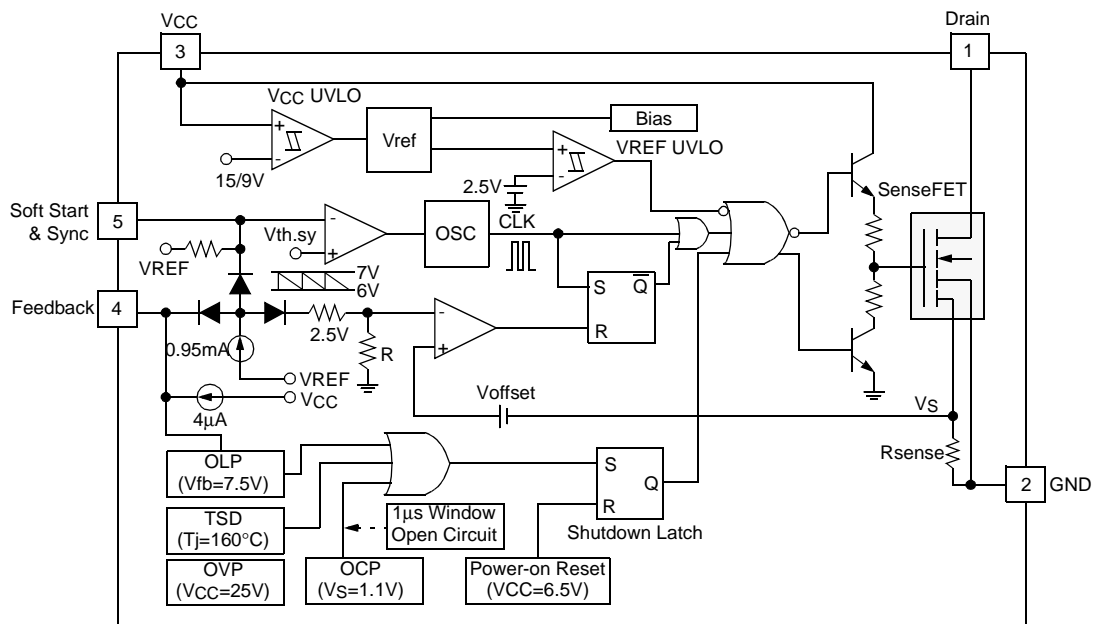 VCC
Drain
3
1
VCC UVLO
+
-
15/9V
Vref
Bias
VREF UVLO
+
-
2.5V
SenseFET
Soft Start
& Sync
5
VREF
Vth.sy
-
+
OSC
CLK
7V
6V
Feedback
4
2.5V
R
0.95mA
VREF
VCC
4μA
-
+
S
Q
R
Voffset
VS
Rsense
2
GND
OLP
(Vfb=7.5V)
TSD
(Tj=160°C)
OVP
(VCC=25V)
1μs Window
Open Circuit
OCP
(VS=1.1V)
S
Q
R
Shutdown Latch
Power-on Reset
(VCC=6.5V)